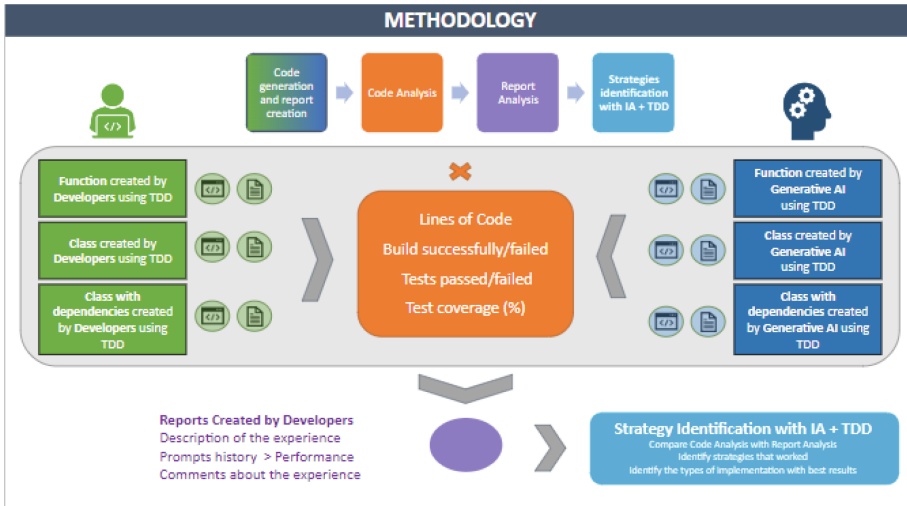 METHODOLOGY
Code
generation
and report
creation
Code Analysis
Report
Analysis
Strategies
identification
with IA + TDD
</>
Function created by
Developers using TDD
</>
Class created by
Developers using TDD
</>
Class with
dependencies created
by Developers using
TDD
</>
Lines of Code
Build successfully/failed
Tests passed/failed
Test coverage (%)
</>
Function created by
Generative AI
using TDD
</>
Class created by
Generative AI
using TDD
</>
Class with
dependencies created
by Generative AI using
TDD
Reports Created by Developers
Description of the experience
Prompts history > Performance
Comments about the experience
Strategy Identification with IA + TDD
Compare Code Analysis with Report Analysis
Identify strategies that worked
Identify the types of implementation with best results